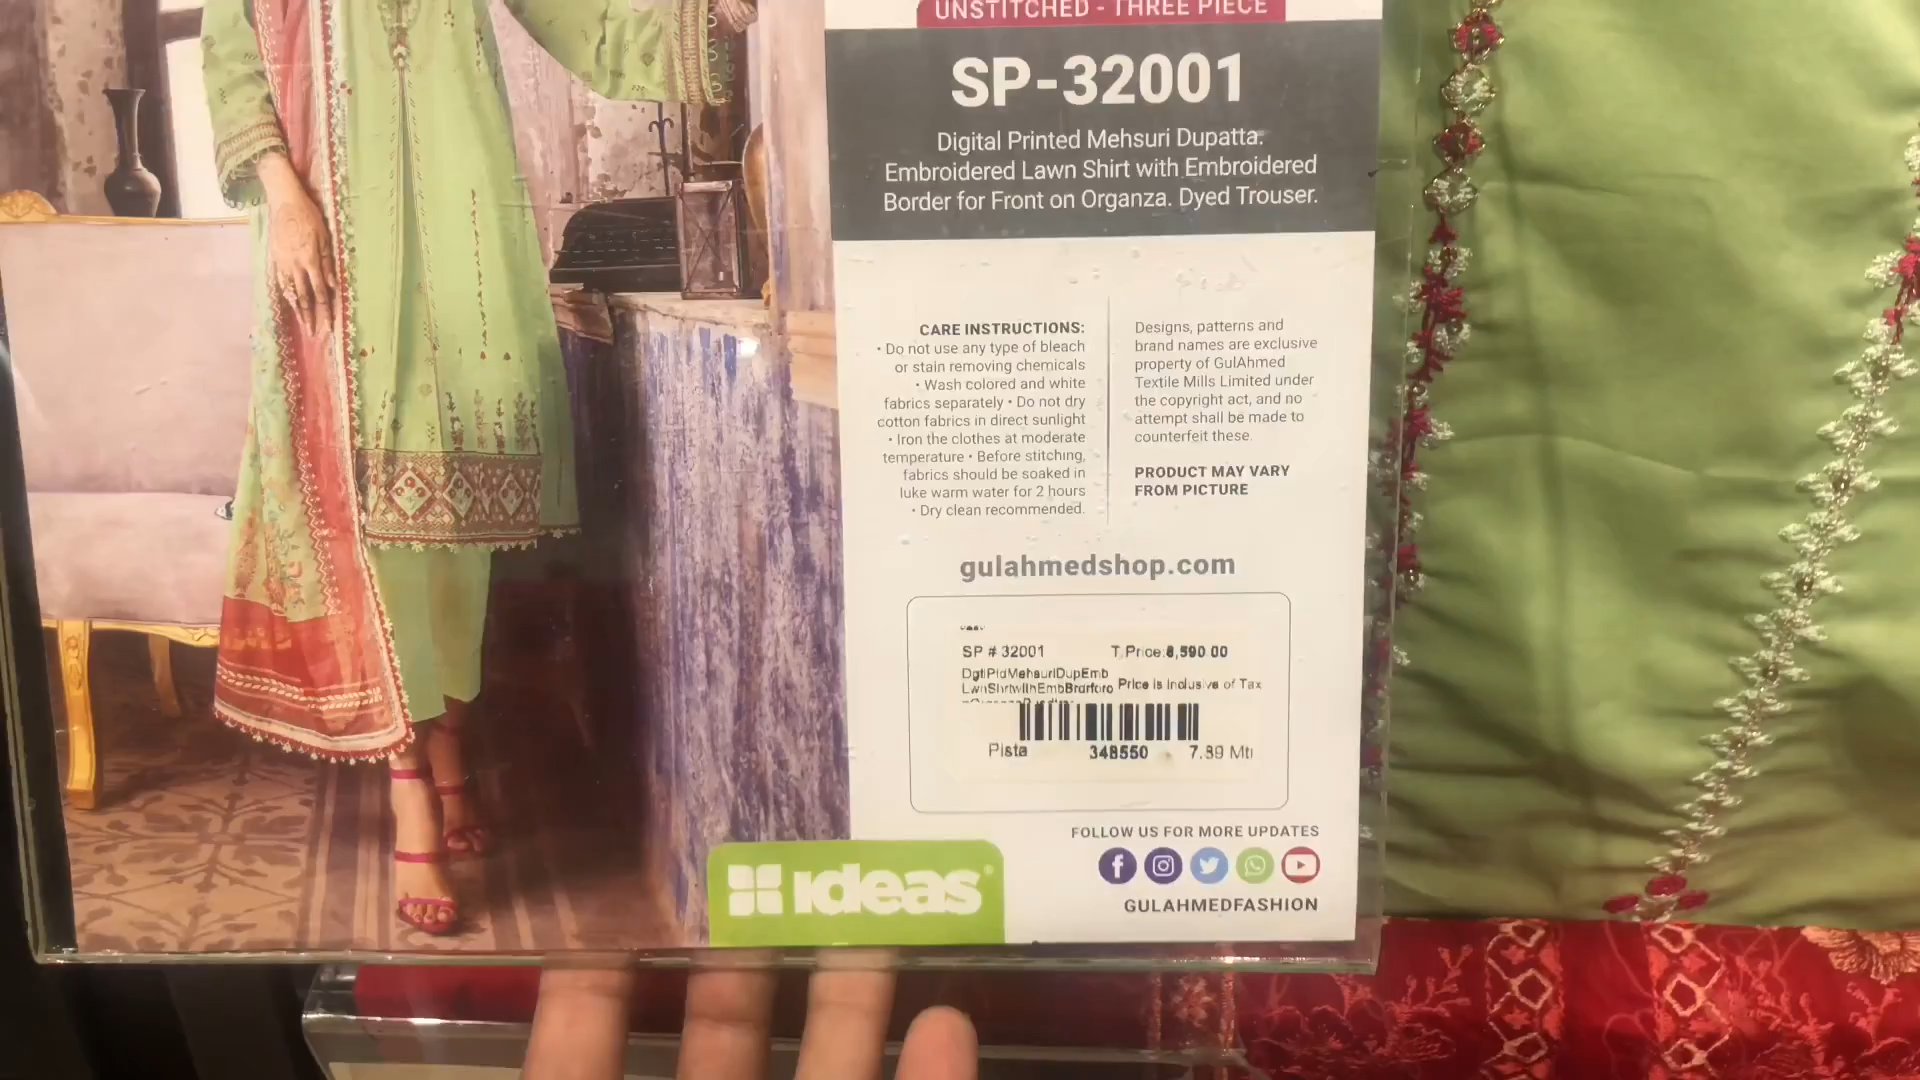 UNSTITCHED - THREE PIECE
SP-32001
Digital Printed Mehsuri Dupatta.
Embroidered Lawn Shirt with Embroidered
Border for Front on Organza. Dyed Trouser.
CARE INSTRUCTIONS:
• Do not use any type of bleach
or stain removing chemicals
• Wash colored and white
fabrics separately • Do not dry
cotton fabrics in direct sunlight
• Iron the clothes at moderate
temperature • Before stitching,
fabrics should be soaked in
luke warm water for 2 hours
• Dry clean recommended.
Designs, patterns and
brand names are exclusive
property of GulAhmed
Textile Mills Limited under
the copyright act, and no
attempt shall be made to
counterfeit these.
PRODUCT MAY VARY
FROM PICTURE
gulahmedshop.com
SP # 32001 T.Price:8,590.00
Price is Inclusive of Tax
Pista 348550
FOLLOW US FOR MORE UPDATES
GULAHMEDFASHION
ideas